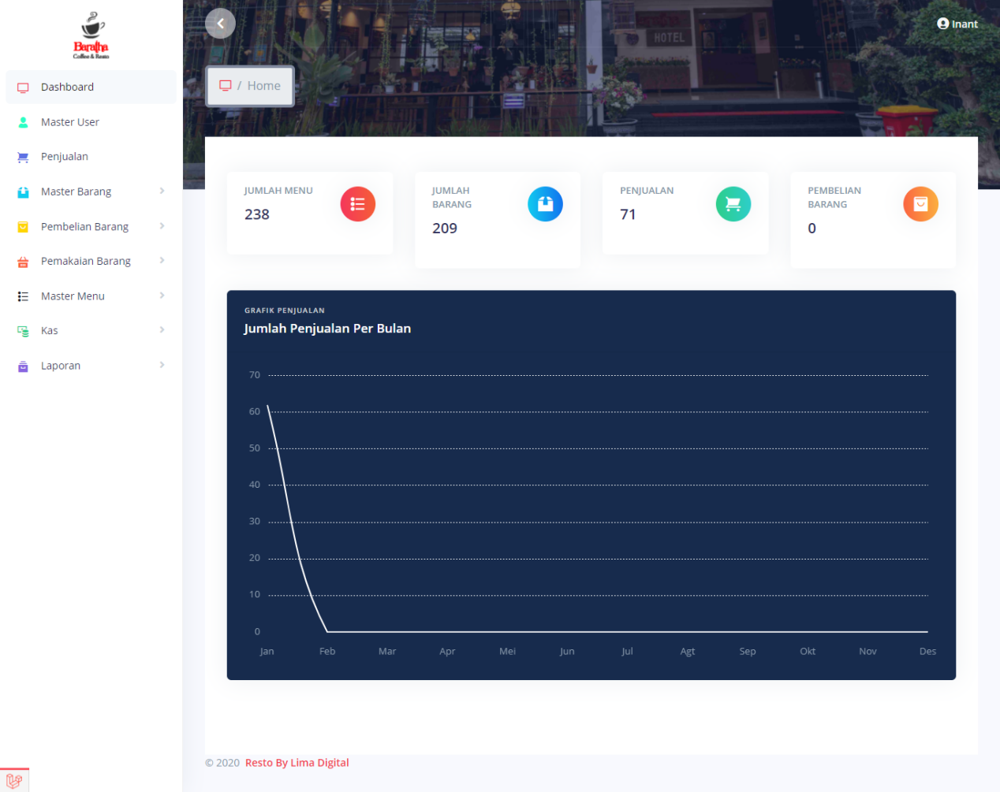 Baratha
Coffee & Resto
Dashboard
Master User
Penjualan
Master Barang
Pembelian Barang
Pemakaian Barang
Master Menu
Kas
Laporan
Inant
HOTEL
/ Home
JUMLAH MENU
238
JUMLAH
BARANG
209
PENJUALAN
71
PEMBELIAN
BARANG
0
GRAFIK PENJUALAN
Jumlah Penjualan Per Bulan
70
60
50
40
30
20
10
0
Jan Feb Mar Apr Mei Jun Jul Agt Sep Okt Nov Des
© 2020 Resto By Lima Digital